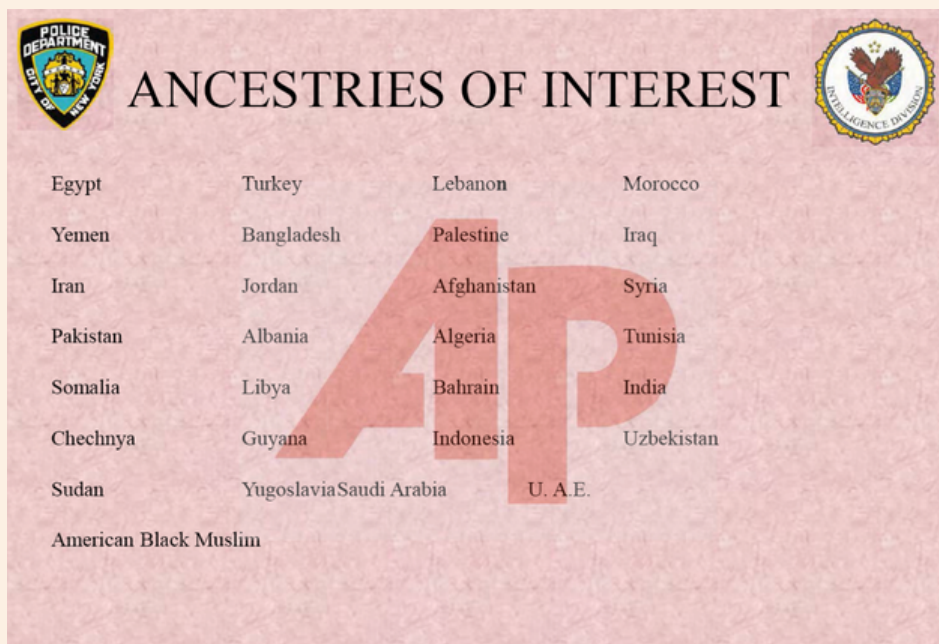 POLICE
DEPARTMENT
CITY OF NEW YORK
ANCESTRIES OF INTEREST
INTELLIGENCE DIVISION
Egypt Turkey Lebanon Morocco
Yemen Bangladesh Palestine Iraq
Iran Jordan Afghanistan Syria
Pakistan Albania Algeria Tunisia
Somalia Libya Bahrain India
Chechnya Guyana Indonesia Uzbekistan
Sudan Yugoslavia Saudi Arabia U. A.E.
American Black Muslim
AP